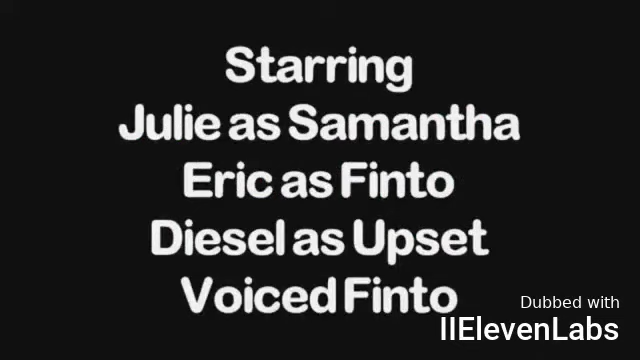 Starring
Julie as Samantha
Eric as Finto
Diesel as Upset
Voiced Finto
Dubbed with
IIElevenLabs